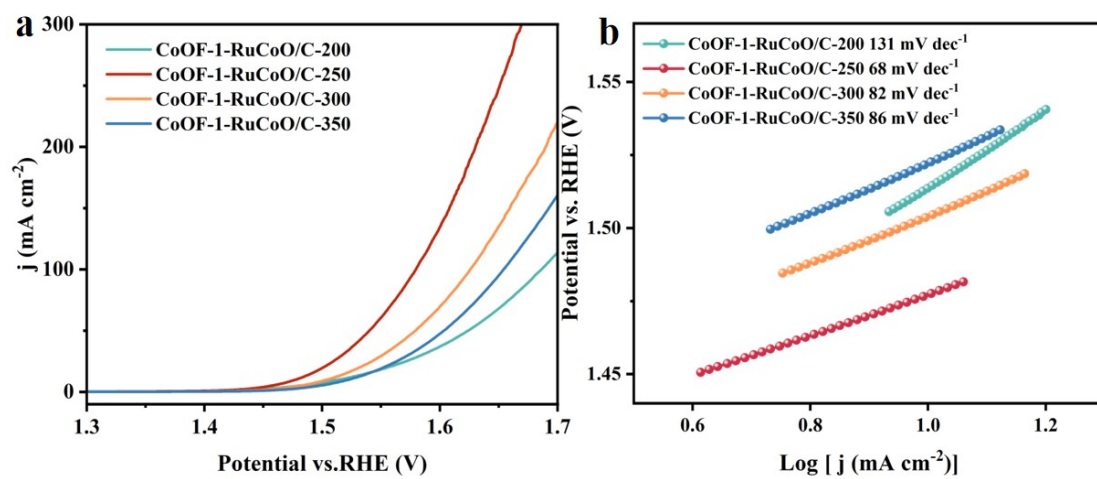 a
300
200
100
0
j (mA cm⁻²)
CoOF-1-RuCoO/C-200
CoOF-1-RuCoO/C-250
CoOF-1-RuCoO/C-300
CoOF-1-RuCoO/C-350
1.3 1.4 1.5 1.6 1.7
Potential vs.RHE (V)
b
1.55
1.50
1.45
Potential vs. RHE (V)
CoOF-1-RuCoO/C-200 131 mV dec⁻¹
CoOF-1-RuCoO/C-250 68 mV dec⁻¹
CoOF-1-RuCoO/C-300 82 mV dec⁻¹
CoOF-1-RuCoO/C-350 86 mV dec⁻¹
0.6 0.8 1.0 1.2
Log [ j (mA cm⁻²)]